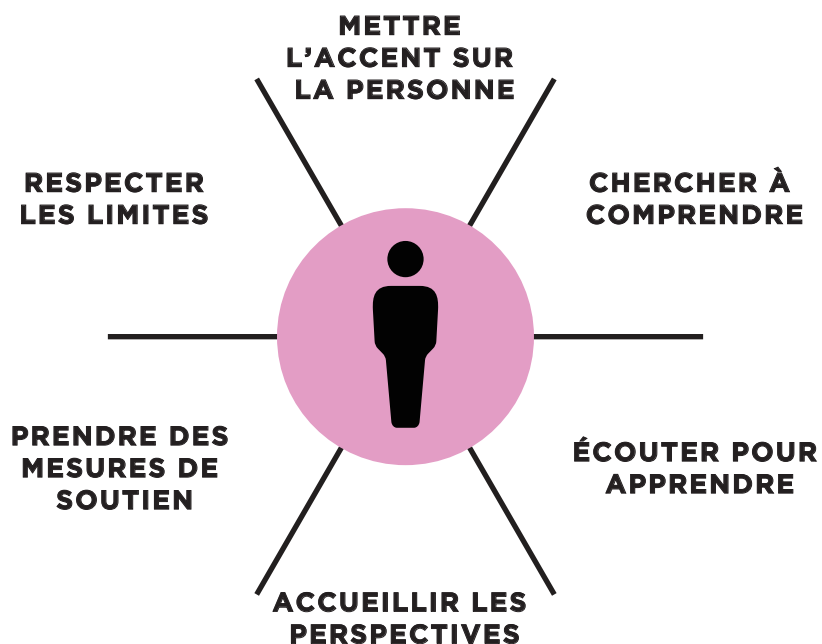 METTRE
L'ACCENT SUR
LA PERSONNE
CHERCHER À
COMPRENDRE
ÉCOUTER POUR
APPRENDRE
ACCUEILLIR LES
PERSPECTIVES
PRENDRE DES
MESURES DE
SOUTIEN
RESPECTER
LES LIMITES